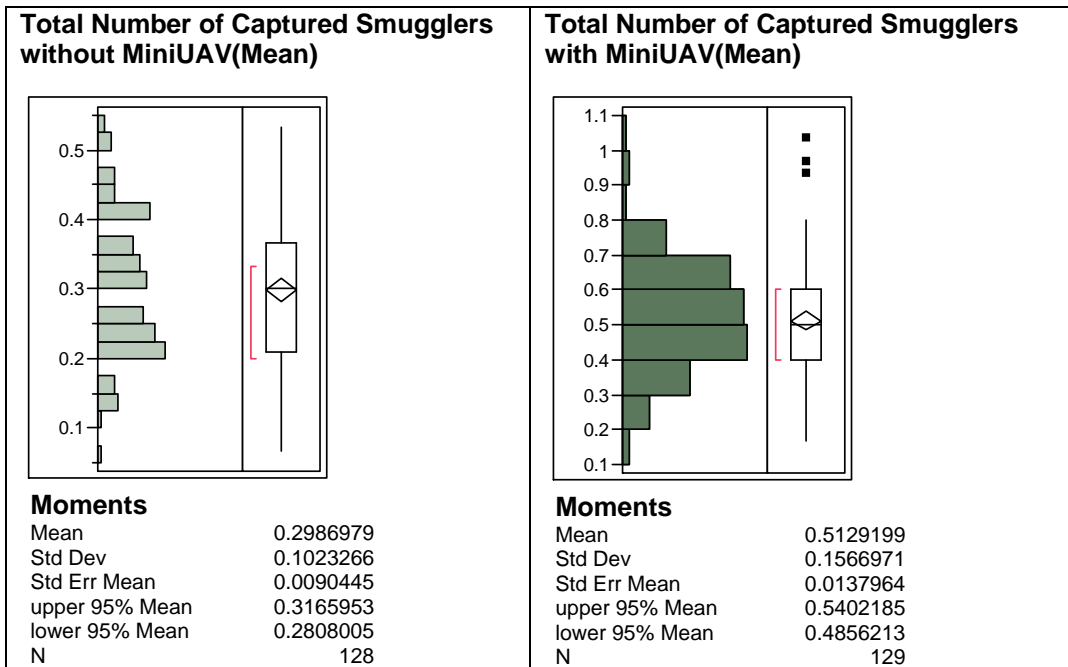 Total Number of Captured Smugglers
without MiniUAV(Mean)
0.5
0.4
0.3
0.2
0.1
Moments
Mean 0.2986979
Std Dev 0.1023266
Std Err Mean 0.0090445
upper 95% Mean 0.3165953
lower 95% Mean 0.2808005
N 128
Total Number of Captured Smugglers
with MiniUAV(Mean)
1.1
1
0.9
0.8
0.7
0.6
0.5
0.4
0.3
0.2
0.1
Moments
Mean 0.5129199
Std Dev 0.1566971
Std Err Mean 0.0137964
upper 95% Mean 0.5402185
lower 95% Mean 0.4856213
N 129